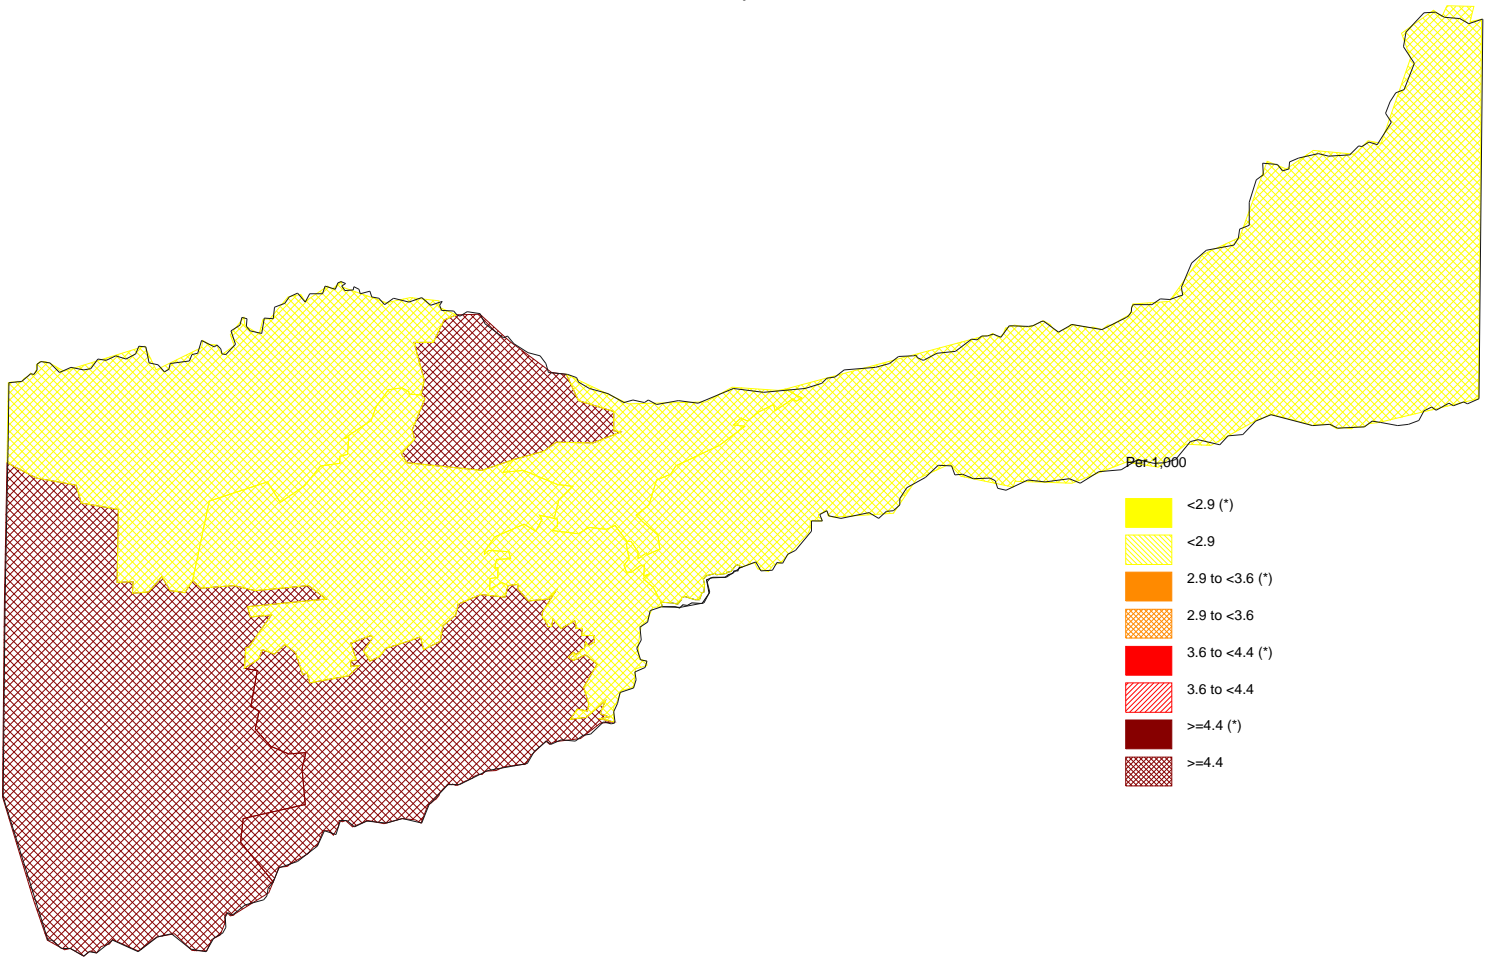 Per 1,000
<2.9 (*)
<2.9
2.9 to <3.6 (*)
2.9 to <3.6
3.6 to <4.4 (*)
3.6 to <4.4
>=4.4 (*)
>=4.4